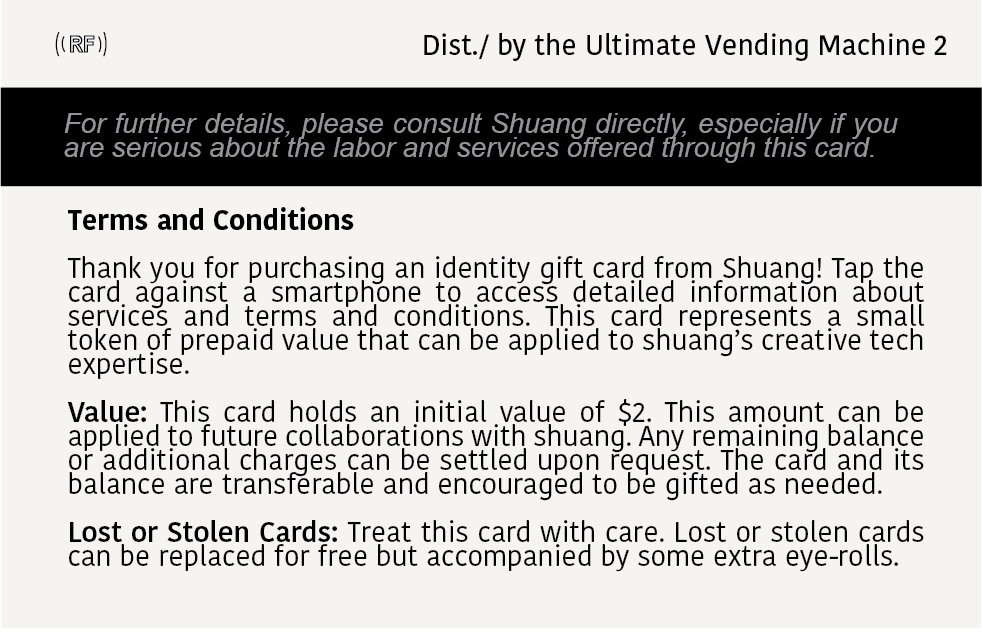 ((RF))
Dist./ by the Ultimate Vending Machine 2
For further details, please consult Shuang directly, especially if you
are serious about the labor and services offered through this card.
Terms and Conditions
Thank you for purchasing an identity gift card from Shuang! Tap the
card against a smartphone to access detailed information about
services and terms and conditions. This card represents a small
token of prepaid value that can be applied to shuang’s creative tech
expertise.
Value: This card holds an initial value of $2. This amount can be
applied to future collaborations with shuang. Any remaining balance
or additional charges can be settled upon request. The card and its
balance are transferable and encouraged to be gifted as needed.
Lost or Stolen Cards: Treat this card with care. Lost or stolen cards
can be replaced for free but accompanied by some extra eye-rolls.